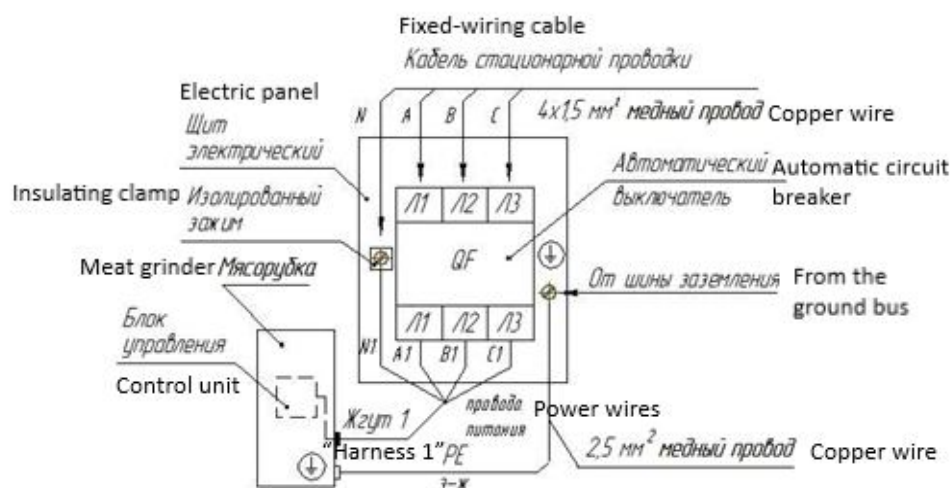 Fixed-wiring cable
Кабель стационарной проводки
Electric panel
N A B C
4х1,5 мм² медный провод Copper wire
Щит
электрический
Автоматический Automatic circuit
выключатель breaker
Insulating clamp Изолированный
зажим
Л1 Л2 Л3
QF
Meat grinder Мясорубка
От шины заземления From the
ground bus
Блок
управления
Л1 Л2 Л3
N1 A1 B1 C1
Control unit
провода Power wires
питания
Жгут 1
"Harness 1" PE
2,5 мм² медный провод Copper wire
з-ж